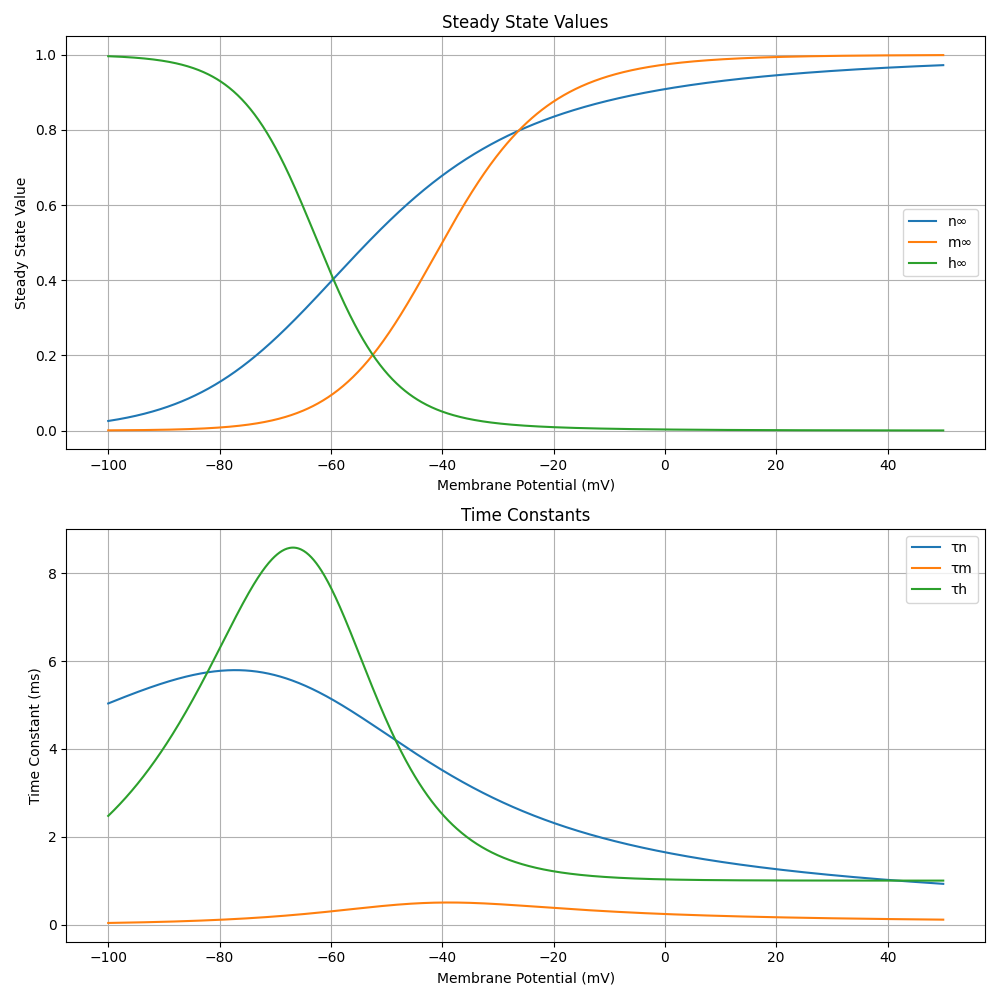 Steady State Values
1.0
0.8
0.6
0.4
0.2
0.0
Steady State Value
n∞
m∞
h∞
−100 −80 −60 −40 −20 0 20 40
Membrane Potential (mV)
Time Constants
8
6
4
2
0
Time Constant (ms)
τn
τm
τh
−100 −80 −60 −40 −20 0 20 40
Membrane Potential (mV)